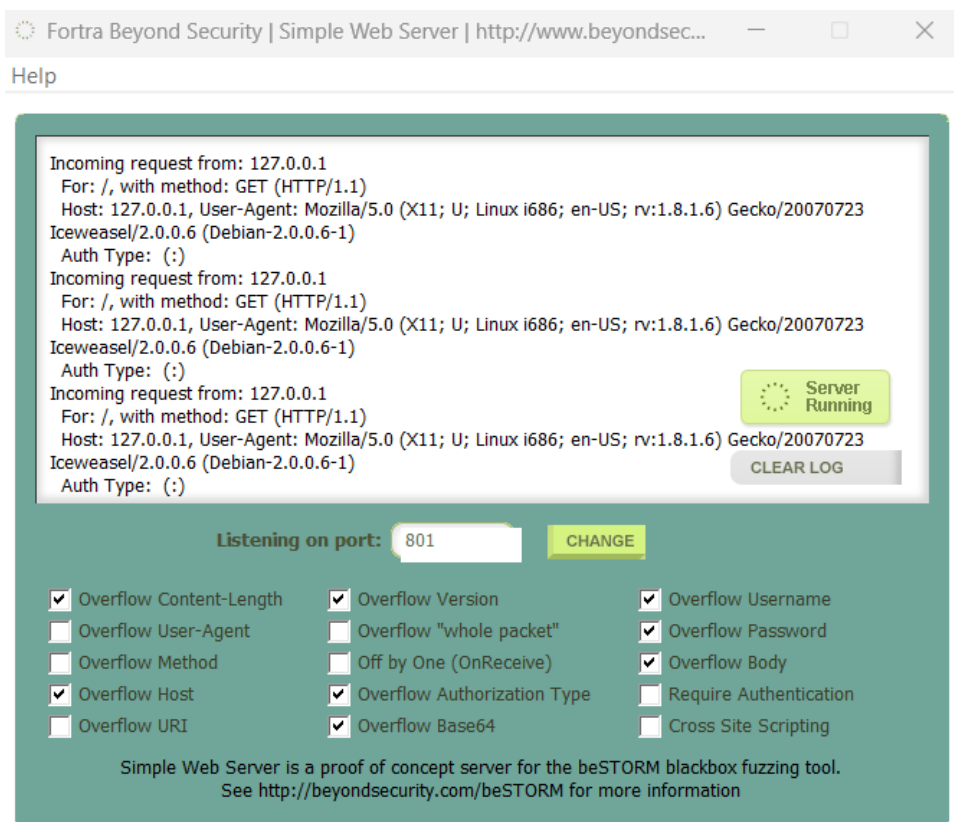 Fortra Beyond Security | Simple Web Server | http://www.beyondsec...
Help
Incoming request from: 127.0.0.1
For: /, with method: GET (HTTP/1.1)
Host: 127.0.0.1, User-Agent: Mozilla/5.0 (X11; U; Linux i686; en-US; rv:1.8.1.6) Gecko/20070723
Iceweasel/2.0.0.6 (Debian-2.0.0.6-1)
Auth Type:  (:)
Incoming request from: 127.0.0.1
For: /, with method: GET (HTTP/1.1)
Host: 127.0.0.1, User-Agent: Mozilla/5.0 (X11; U; Linux i686; en-US; rv:1.8.1.6) Gecko/20070723
Iceweasel/2.0.0.6 (Debian-2.0.0.6-1)
Auth Type:  (:)
Incoming request from: 127.0.0.1
For: /, with method: GET (HTTP/1.1)
Host: 127.0.0.1, User-Agent: Mozilla/5.0 (X11; U; Linux i686; en-US; rv:1.8.1.6) Gecko/20070723
Iceweasel/2.0.0.6 (Debian-2.0.0.6-1)
Auth Type:  (:)
Server
Running
CLEAR LOG
Listening on port: 801 CHANGE
Overflow Content-Length Overflow Version Overflow Username
Overflow User-Agent Overflow "whole packet" Overflow Password
Overflow Method Off by One (OnReceive) Overflow Body
Overflow Host Overflow Authorization Type Require Authentication
Overflow URI Overflow Base64 Cross Site Scripting
Simple Web Server is a proof of concept server for the beSTORM blackbox fuzzing tool.
See http://beyondsecurity.com/beSTORM for more information